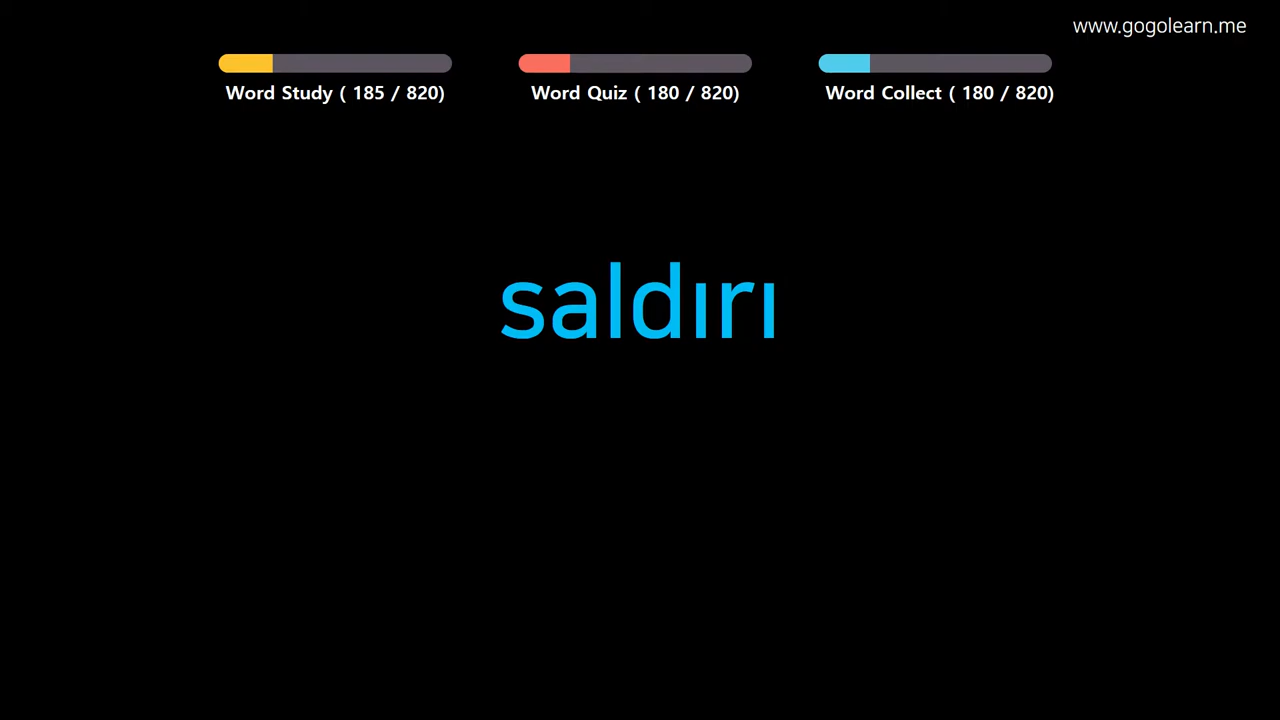 www.gogolearn.me
Word Study ( 185 / 820)
Word Quiz ( 180 / 820)
Word Collect ( 180 / 820)
saldırı